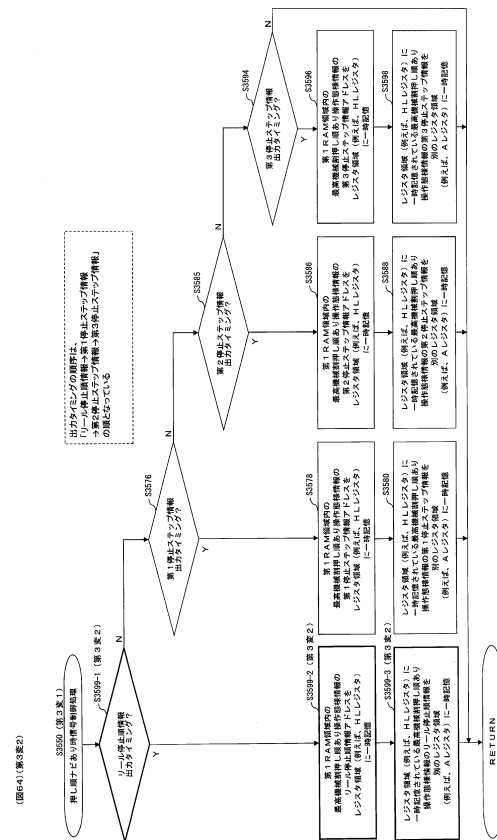 (図64)(第3変2)
S3550 (第3変1)
押し順ナビあり時信号制御処理
出力タイミングの順序は、
「リール停止順情報→第1停止ステップ情報
→第2停止ステップ情報→第3停止ステップ情報」
の順となっている
S3599-1 (第3変2)
リール停止順情報
出力タイミング?
N
Y
S3599-2 (第3変2)
第1RAM領域内の
最高機械割押し順あり操作態様情報の
リール停止順情報アドレスを
レジスタ領域 (例えば、HLレジスタ)
に一時記憶
S3599-3 (第3変2)
レジスタ領域 (例えば、HLレジスタ) に
一時記憶されている最高機械割押し順あり
操作態様情報のリール停止順情報を
別のレジスタ領域
(例えば、Aレジスタ) に一時記憶
S3576
第1停止ステップ情報
出力タイミング?
N
Y
S3578
第1RAM領域内の
最高機械割押し順あり操作態様情報の
第1停止ステップ情報アドレスを
レジスタ領域 (例えば、HLレジスタ)
に一時記憶
S3580
レジスタ領域 (例えば、HLレジスタ) に
一時記憶されている最高機械割押し順あり
操作態様情報の第1停止ステップ情報を
別のレジスタ領域
(例えば、Aレジスタ) に一時記憶
S3585
第2停止ステップ情報
出力タイミング?
N
Y
S3586
第1RAM領域内の
最高機械割押し順あり操作態様情報の
第2停止ステップ情報アドレスを
レジスタ領域 (例えば、HLレジスタ)
に一時記憶
S3588
レジスタ領域 (例えば、HLレジスタ) に
一時記憶されている最高機械割押し順あり
操作態様情報の第2停止ステップ情報を
別のレジスタ領域
(例えば、Aレジスタ) に一時記憶
S3594
第3停止ステップ情報
出力タイミング?
N
Y
S3596
第1RAM領域内の
最高機械割押し順あり操作態様情報の
第3停止ステップ情報アドレスを
レジスタ領域 (例えば、HLレジスタ)
に一時記憶
S3598
レジスタ領域 (例えば、HLレジスタ) に
一時記憶されている最高機械割押し順あり
操作態様情報の第3停止ステップ情報を
別のレジスタ領域
(例えば、Aレジスタ) に一時記憶
RETURN